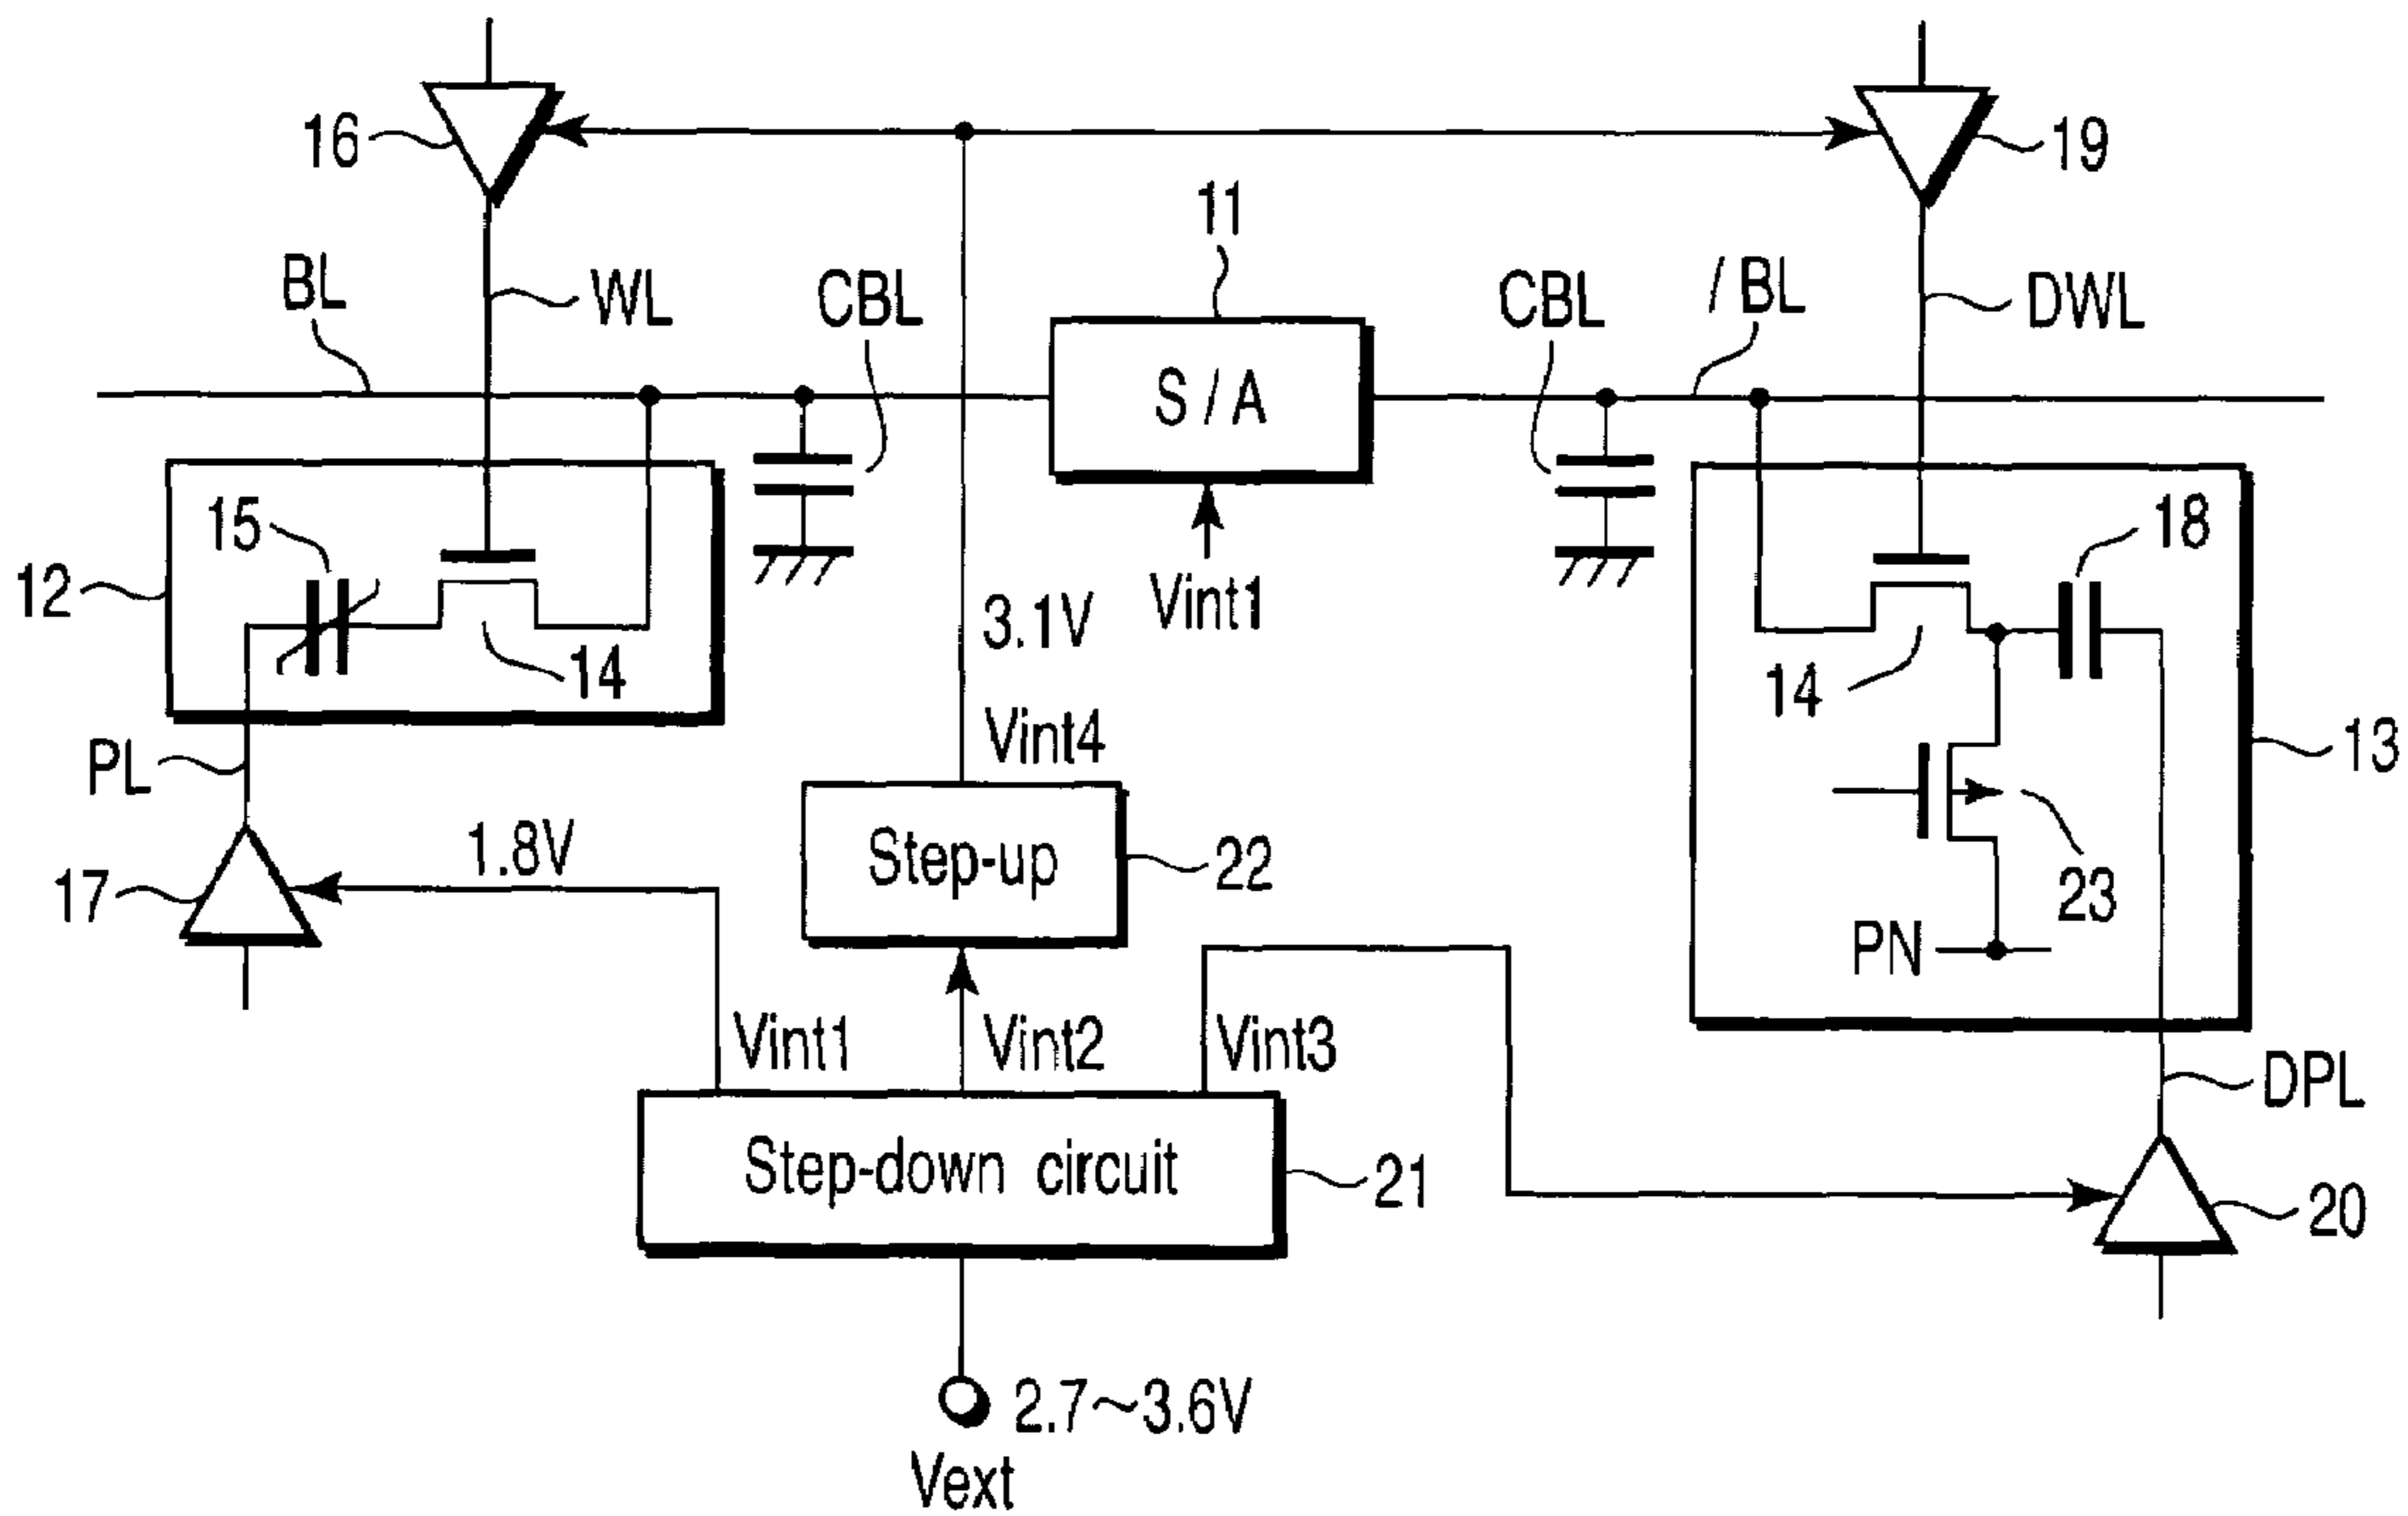 16
19
11
BL
WL
CBL
CBL
/BL
DWL
S/A
15
18
12
Vint1
3.1V
14
14
13
PL
Vint4
1.8V
Step-up
22
17
23
PN
Vint1
Vint2
Vint3
DPL
Step-down circuit
21
20
2.7~3.6V
Vext